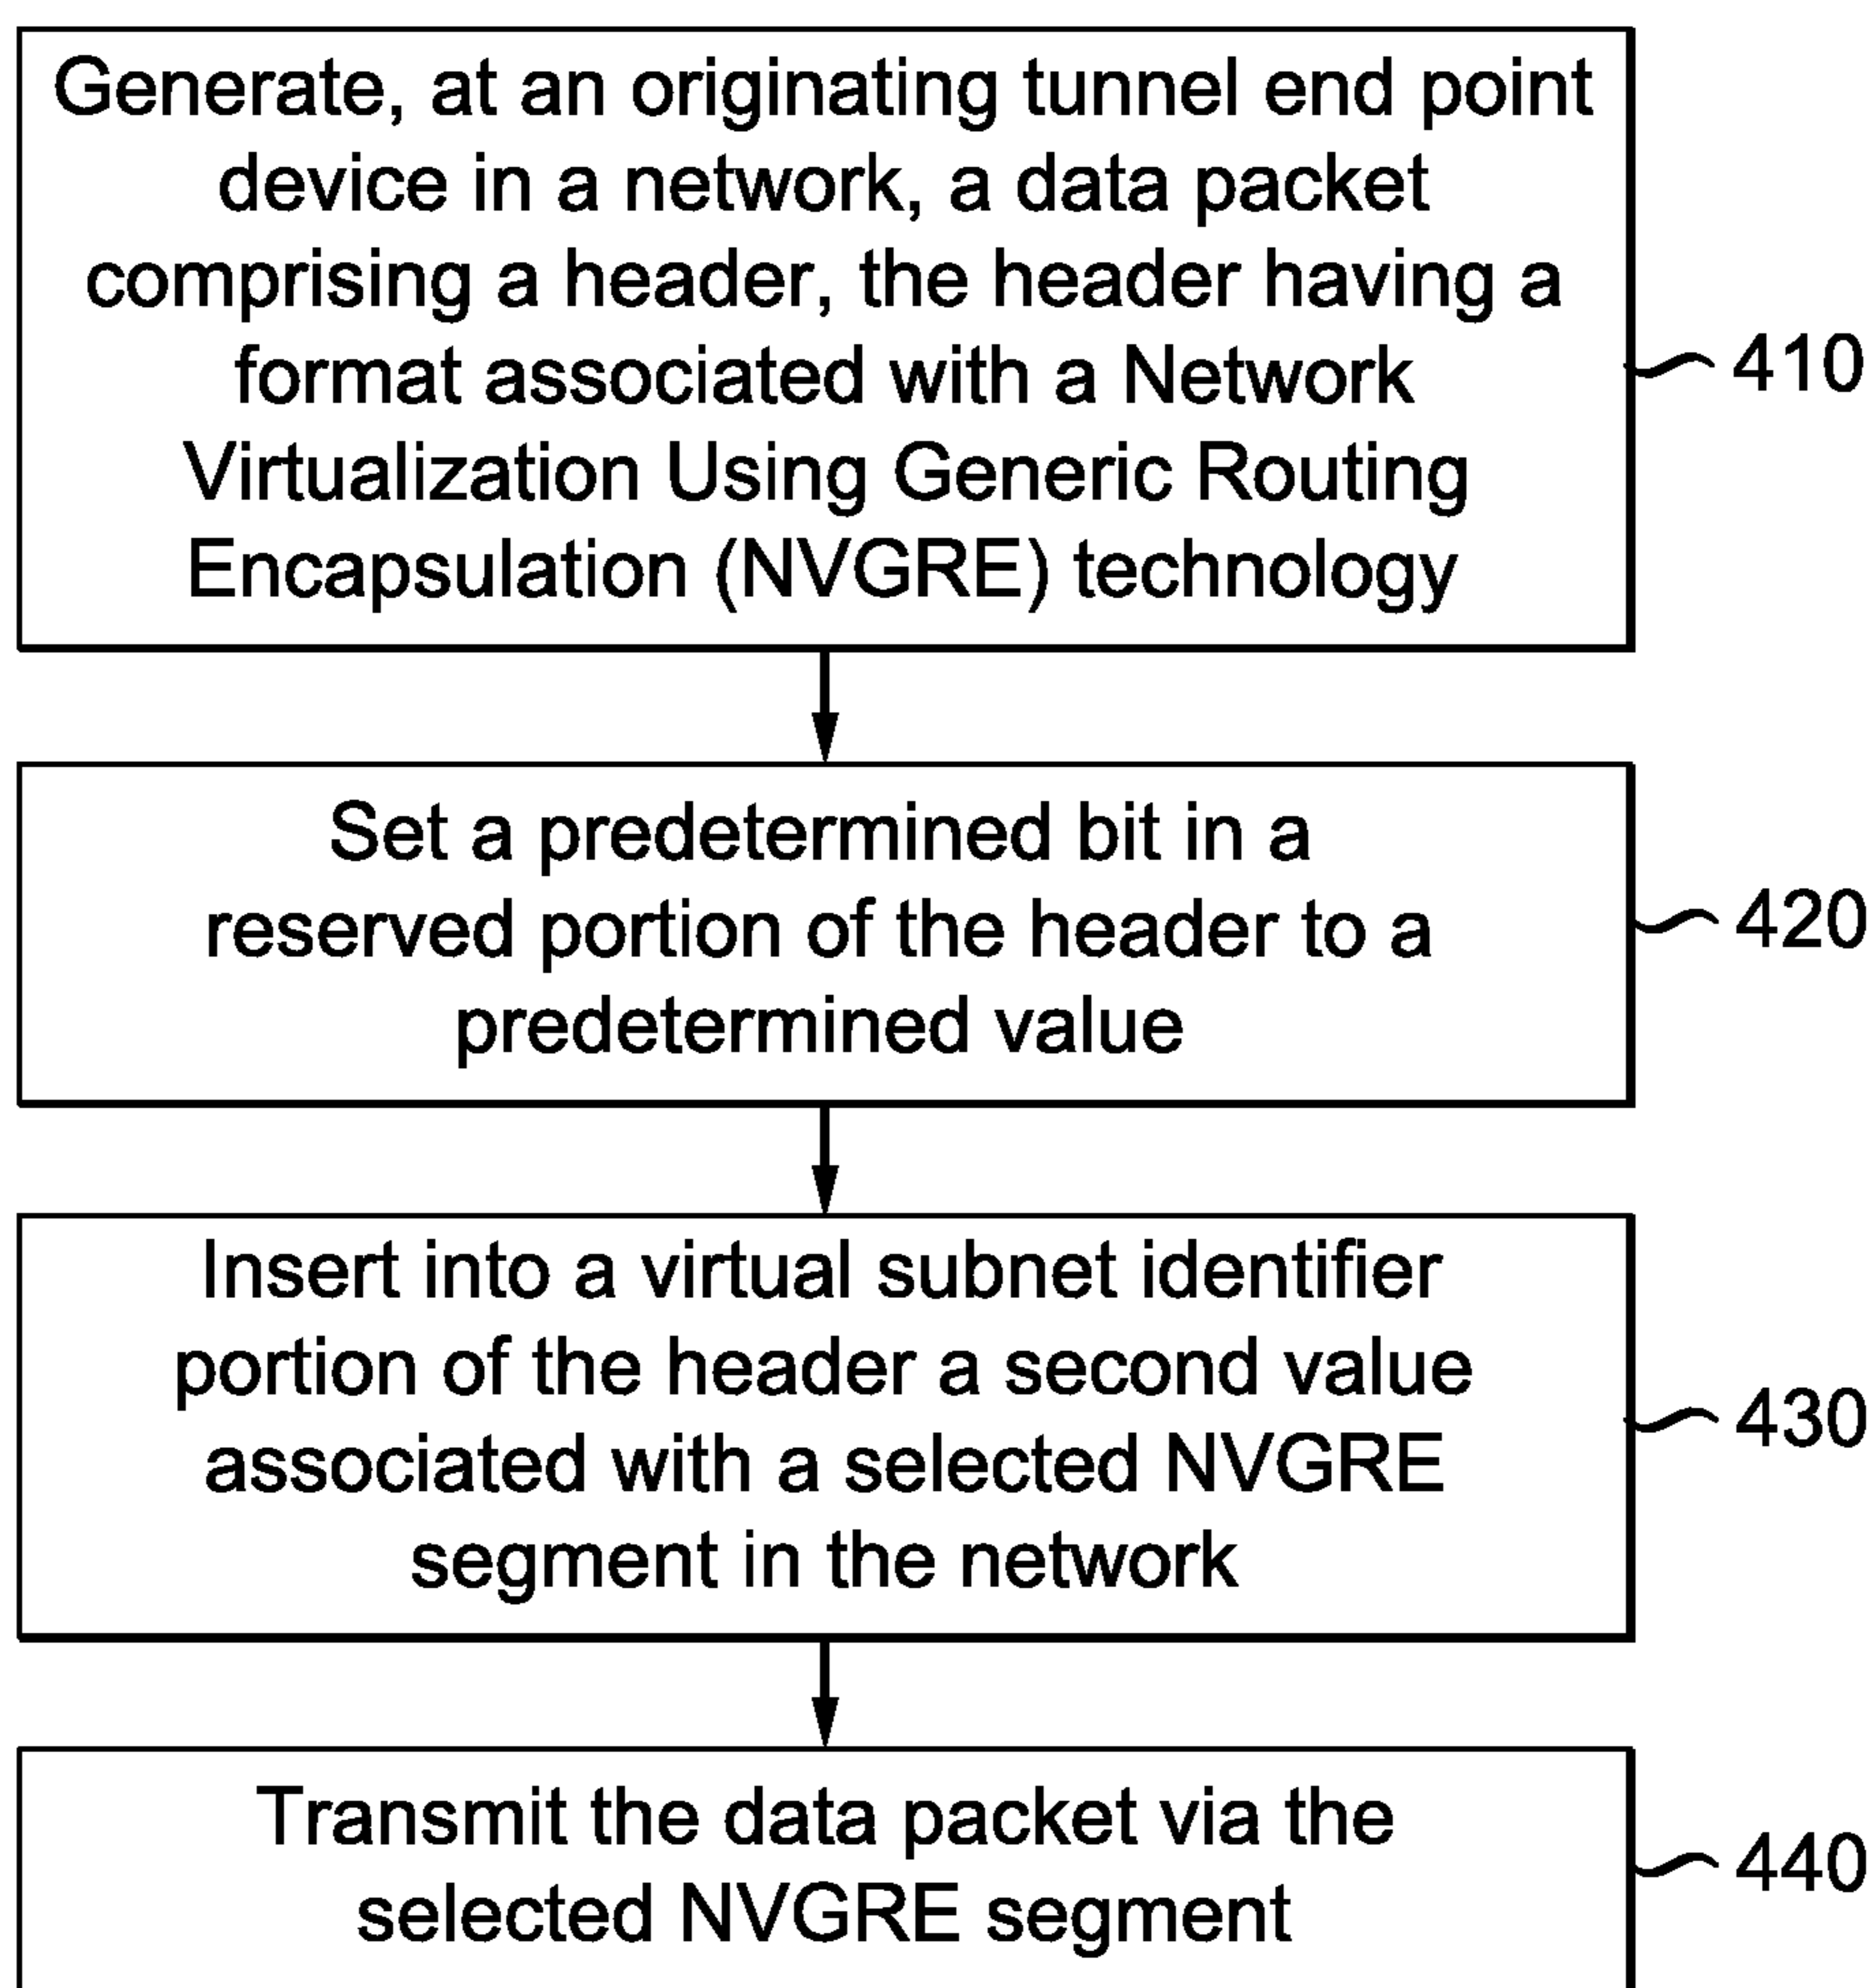 Generate, at an originating tunnel end point
device in a network, a data packet
comprising a header, the header having a
format associated with a Network
Virtualization Using Generic Routing
Encapsulation (NVGRE) technology
410
Set a predetermined bit in a
reserved portion of the header to a
predetermined value
420
Insert into a virtual subnet identifier
portion of the header a second value
associated with a selected NVGRE
segment in the network
430
Transmit the data packet via the
selected NVGRE segment
440